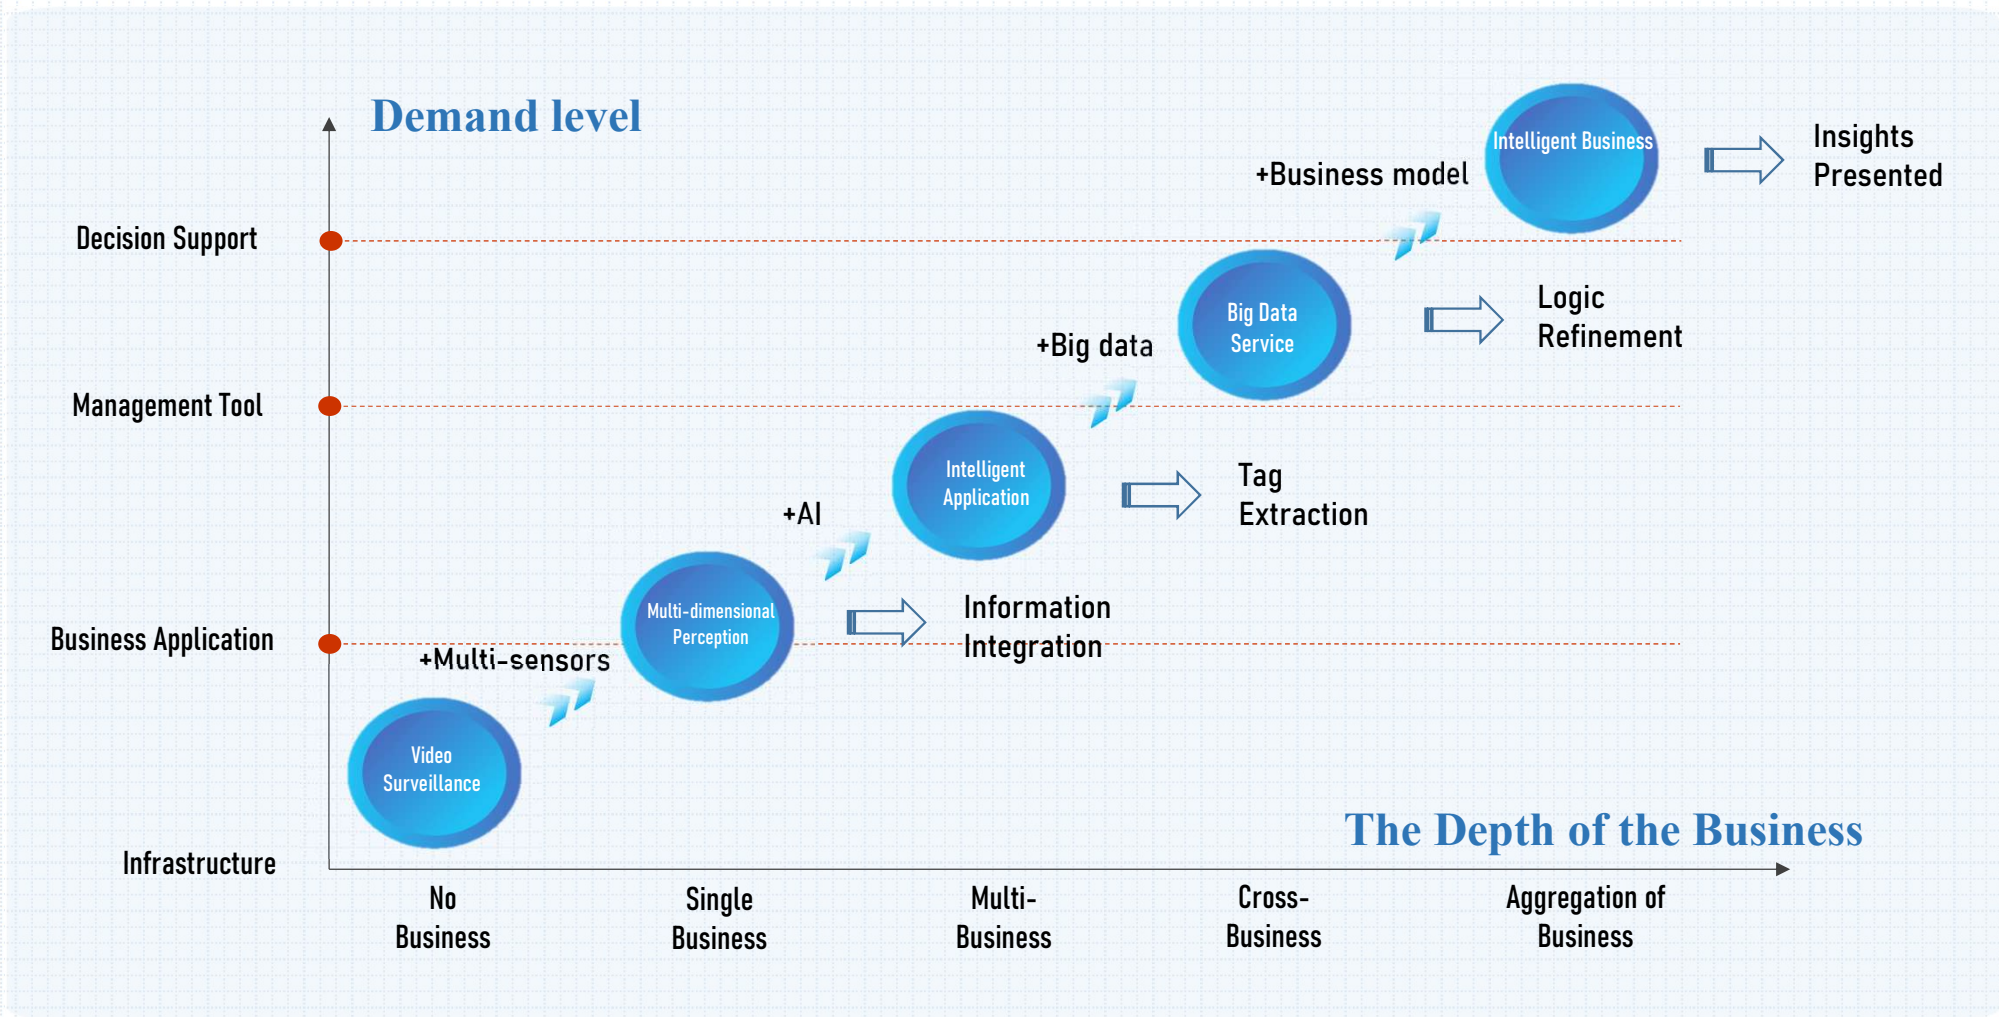 Demand level
Intelligent Business
Insights
Presented
+Business model
Decision Support
Big Data
Service
Logic
Refinement
+Big data
Management Tool
Intelligent
Application
Tag
Extraction
+AI
Multi-dimensional
Perception
Information
Integration
Business Application
+Multi-sensors
Video
Surveillance
The Depth of the Business
Infrastructure
No
Business
Single
Business
Multi-
Business
Cross-
Business
Aggregation of
Business